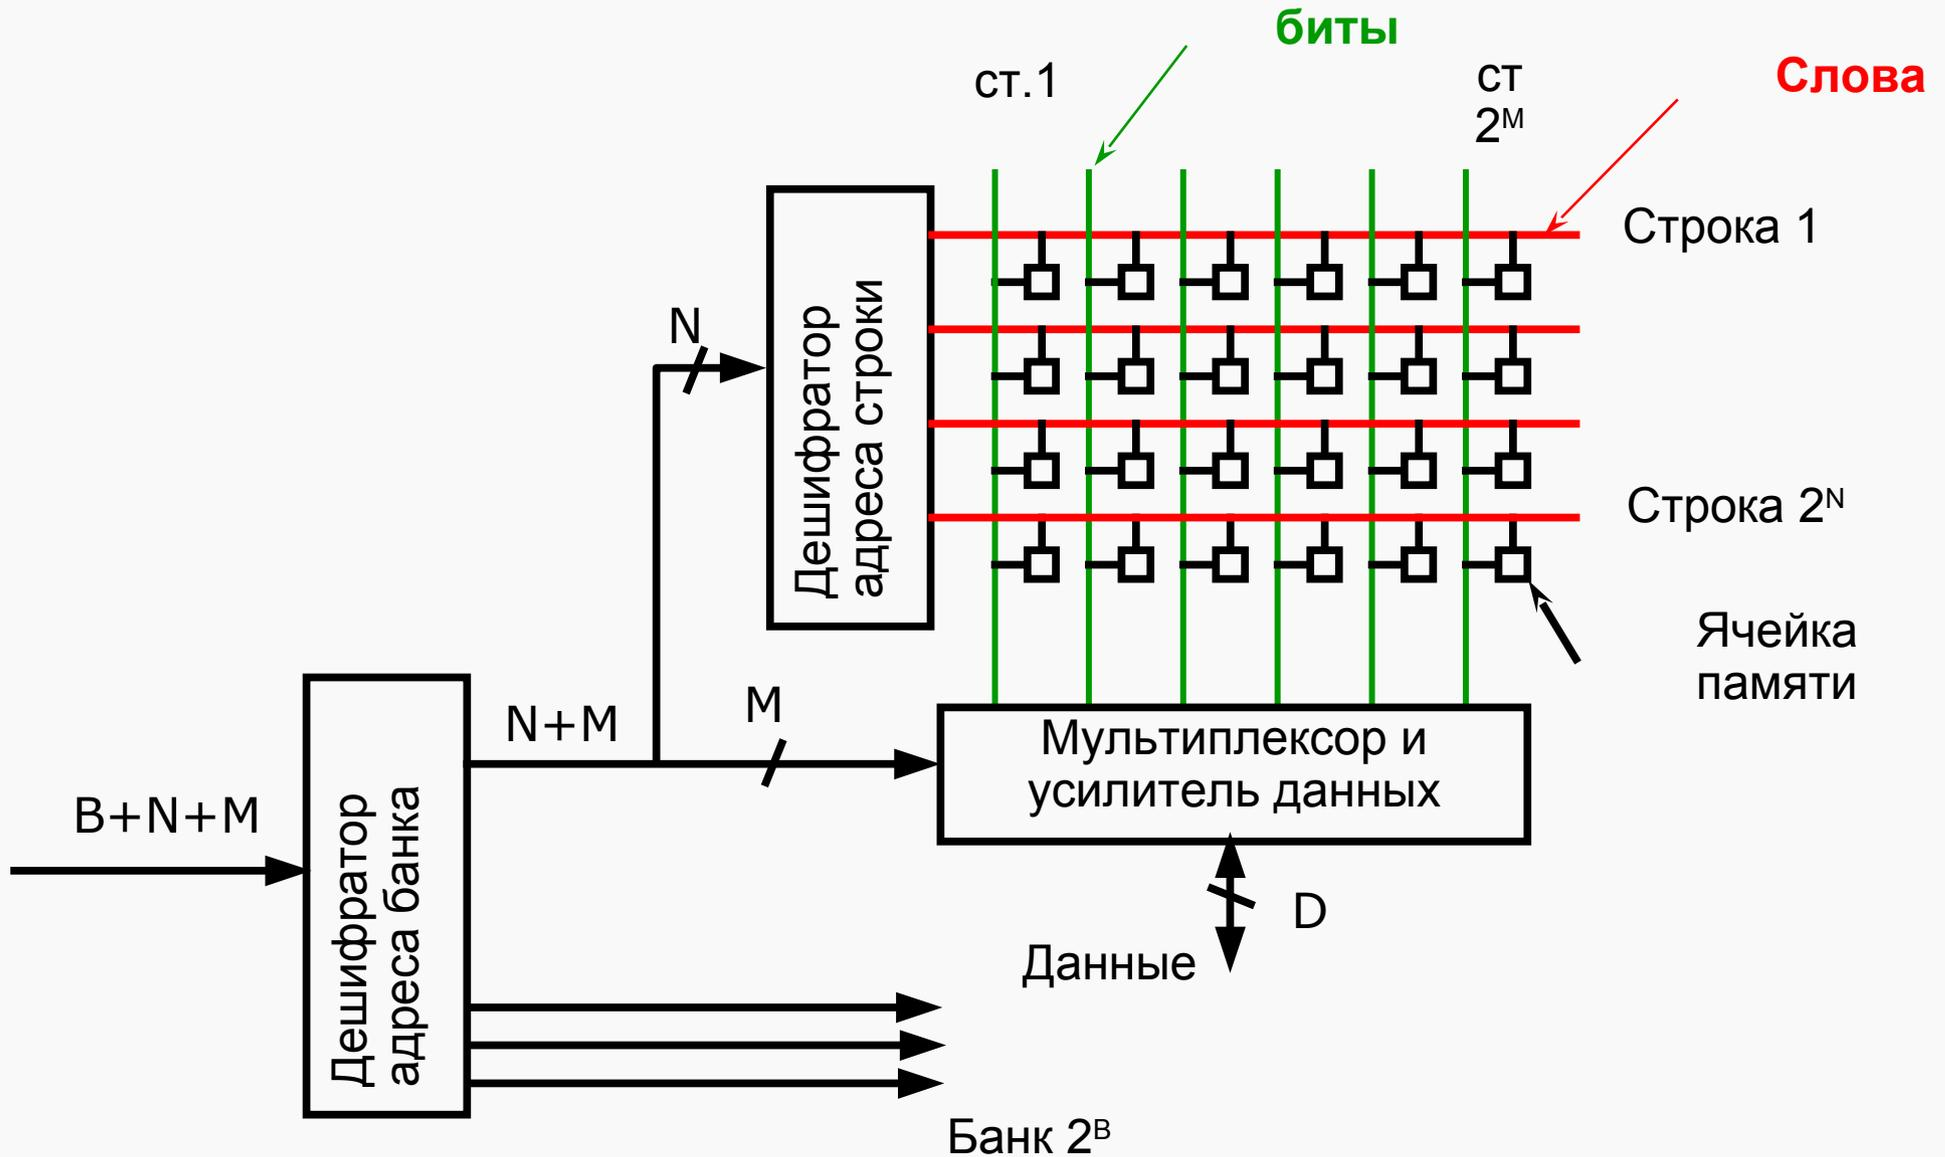 биты
Слова
ст.1
ст
2ᴹ
Строка 1
N
Дешифратор
адреса строки
Строка 2ᴺ
Ячейка
памяти
N+M
M
Мультиплексор и
усилитель данных
B+N+M
Дешифратор
адреса банка
D
Данные
Банк 2ᴮ